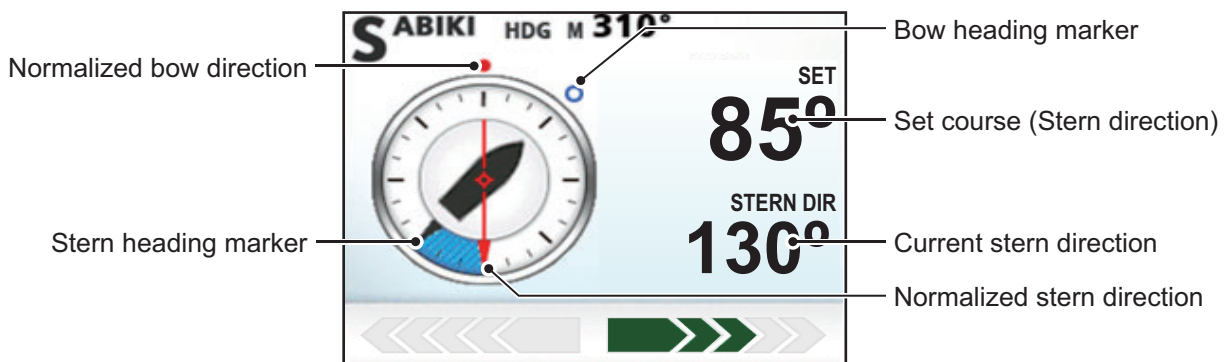 SABIKI HDG M 310°
Bow heading marker
Normalized bow direction
SET
85°
Set course (Stern direction)
STERN DIR
Stern heading marker
130°
Current stern direction
Normalized stern direction